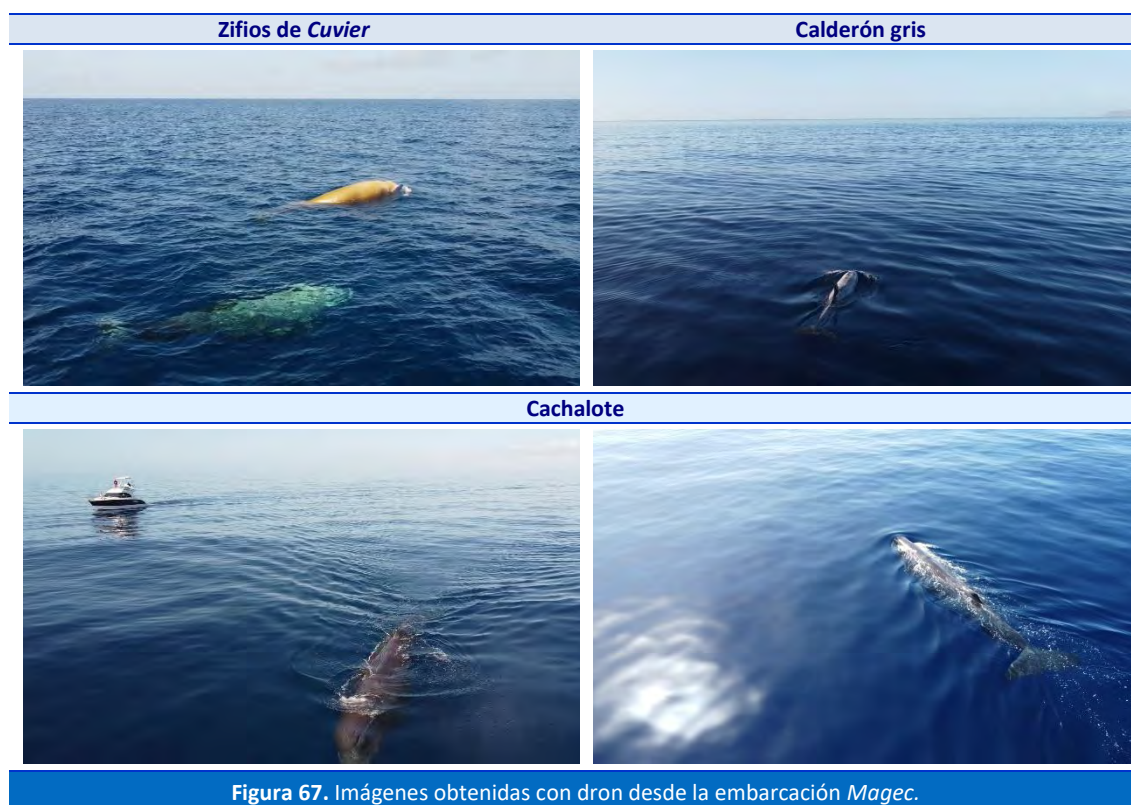 Zifios de Cuvier
Calderón gris
Cachalote
Figura 67. Imágenes obtenidas con dron desde la embarcación Magec.